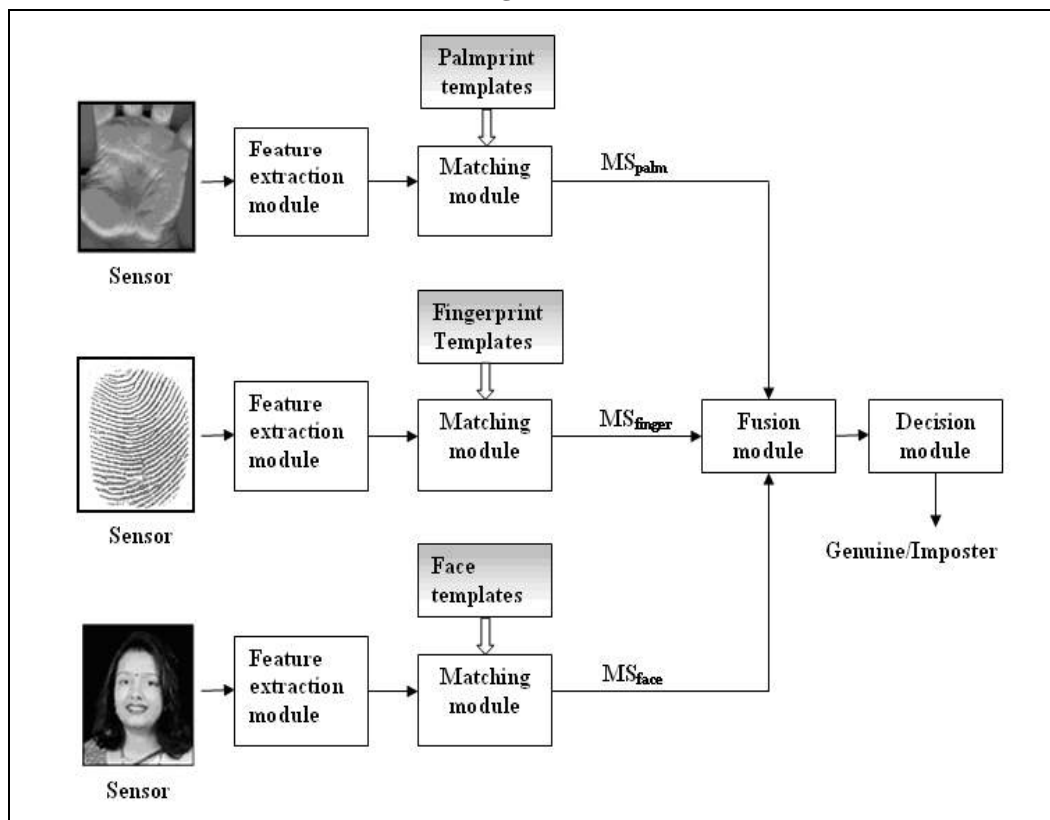 Palmprint
templates
Feature
extraction
module
Matching
module
MSpalm
Sensor
Fingerprint
Templates
Feature
extraction
module
Matching
module
MSfinger
Fusion
module
Decision
module
Sensor
Genuine/Imposter
Face
templates
Feature
extraction
module
Matching
module
MSface
Sensor